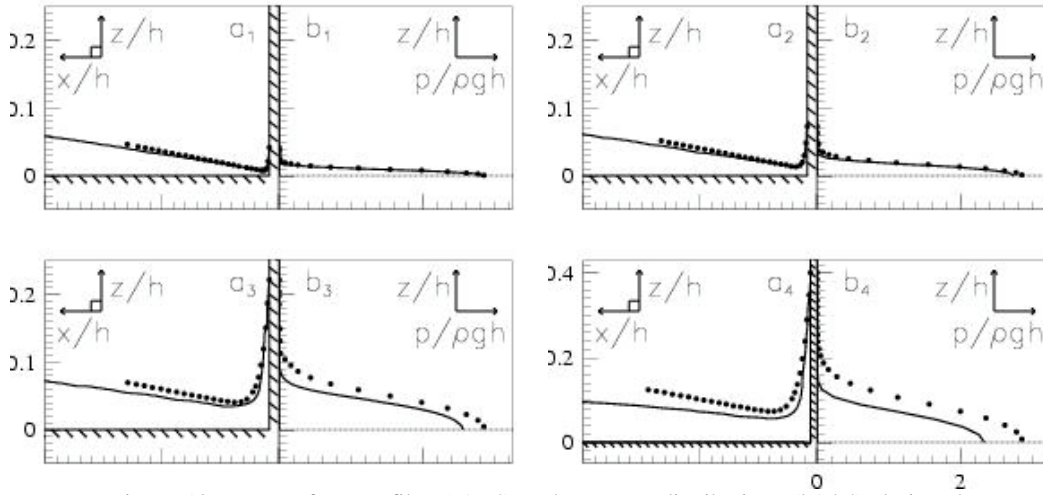 0.2 z/h a₁ b₁ z/h
x/h p/ρgh
0.1
0
0.2 z/h a₂ b₂ z/h
x/h p/ρgh
0.1
0
0.2 z/h a₃ b₃ z/h
x/h p/ρgh
0.1
0
0.4 z/h a₄ b₄ z/h
x/h p/ρgh
0.2
0
0 2